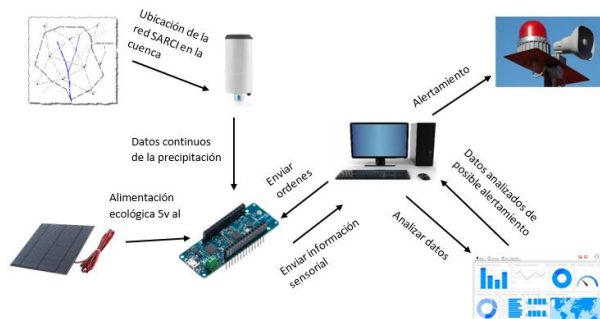 Ubicación de la
red SARCI en la
cuenca
Alertamiento
Datos continuos
de la precipitación
Enviar
ordenes
Datos analizados de
posible alertamiento
Alimentación
ecológica 5v al
Enviar información
sensorial
Analizar datos